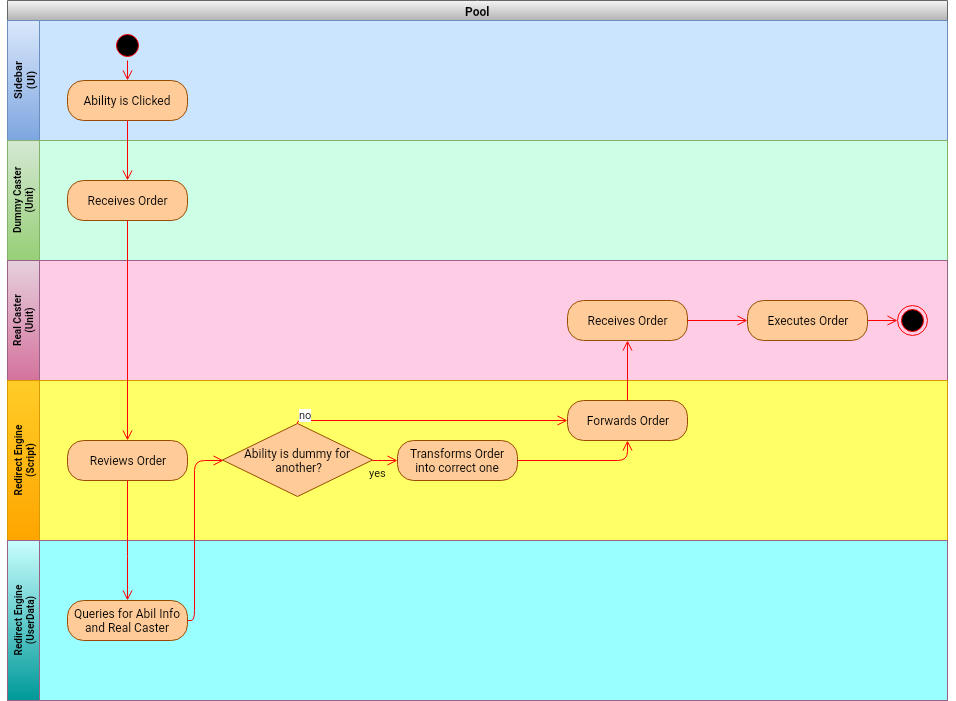 Pool
Sidebar
(UI)
Ability is Clicked
Dummy Caster
(Unit)
Receives Order
Real Caster
(Unit)
Receives Order
Executes Order
Redirect Engine
(Script)
Reviews Order
Ability is dummy for
another?
no
yes
Transforms Order
into correct one
Forwards Order
Redirect Engine
(UserData)
Queries for Abil Info
and Real Caster